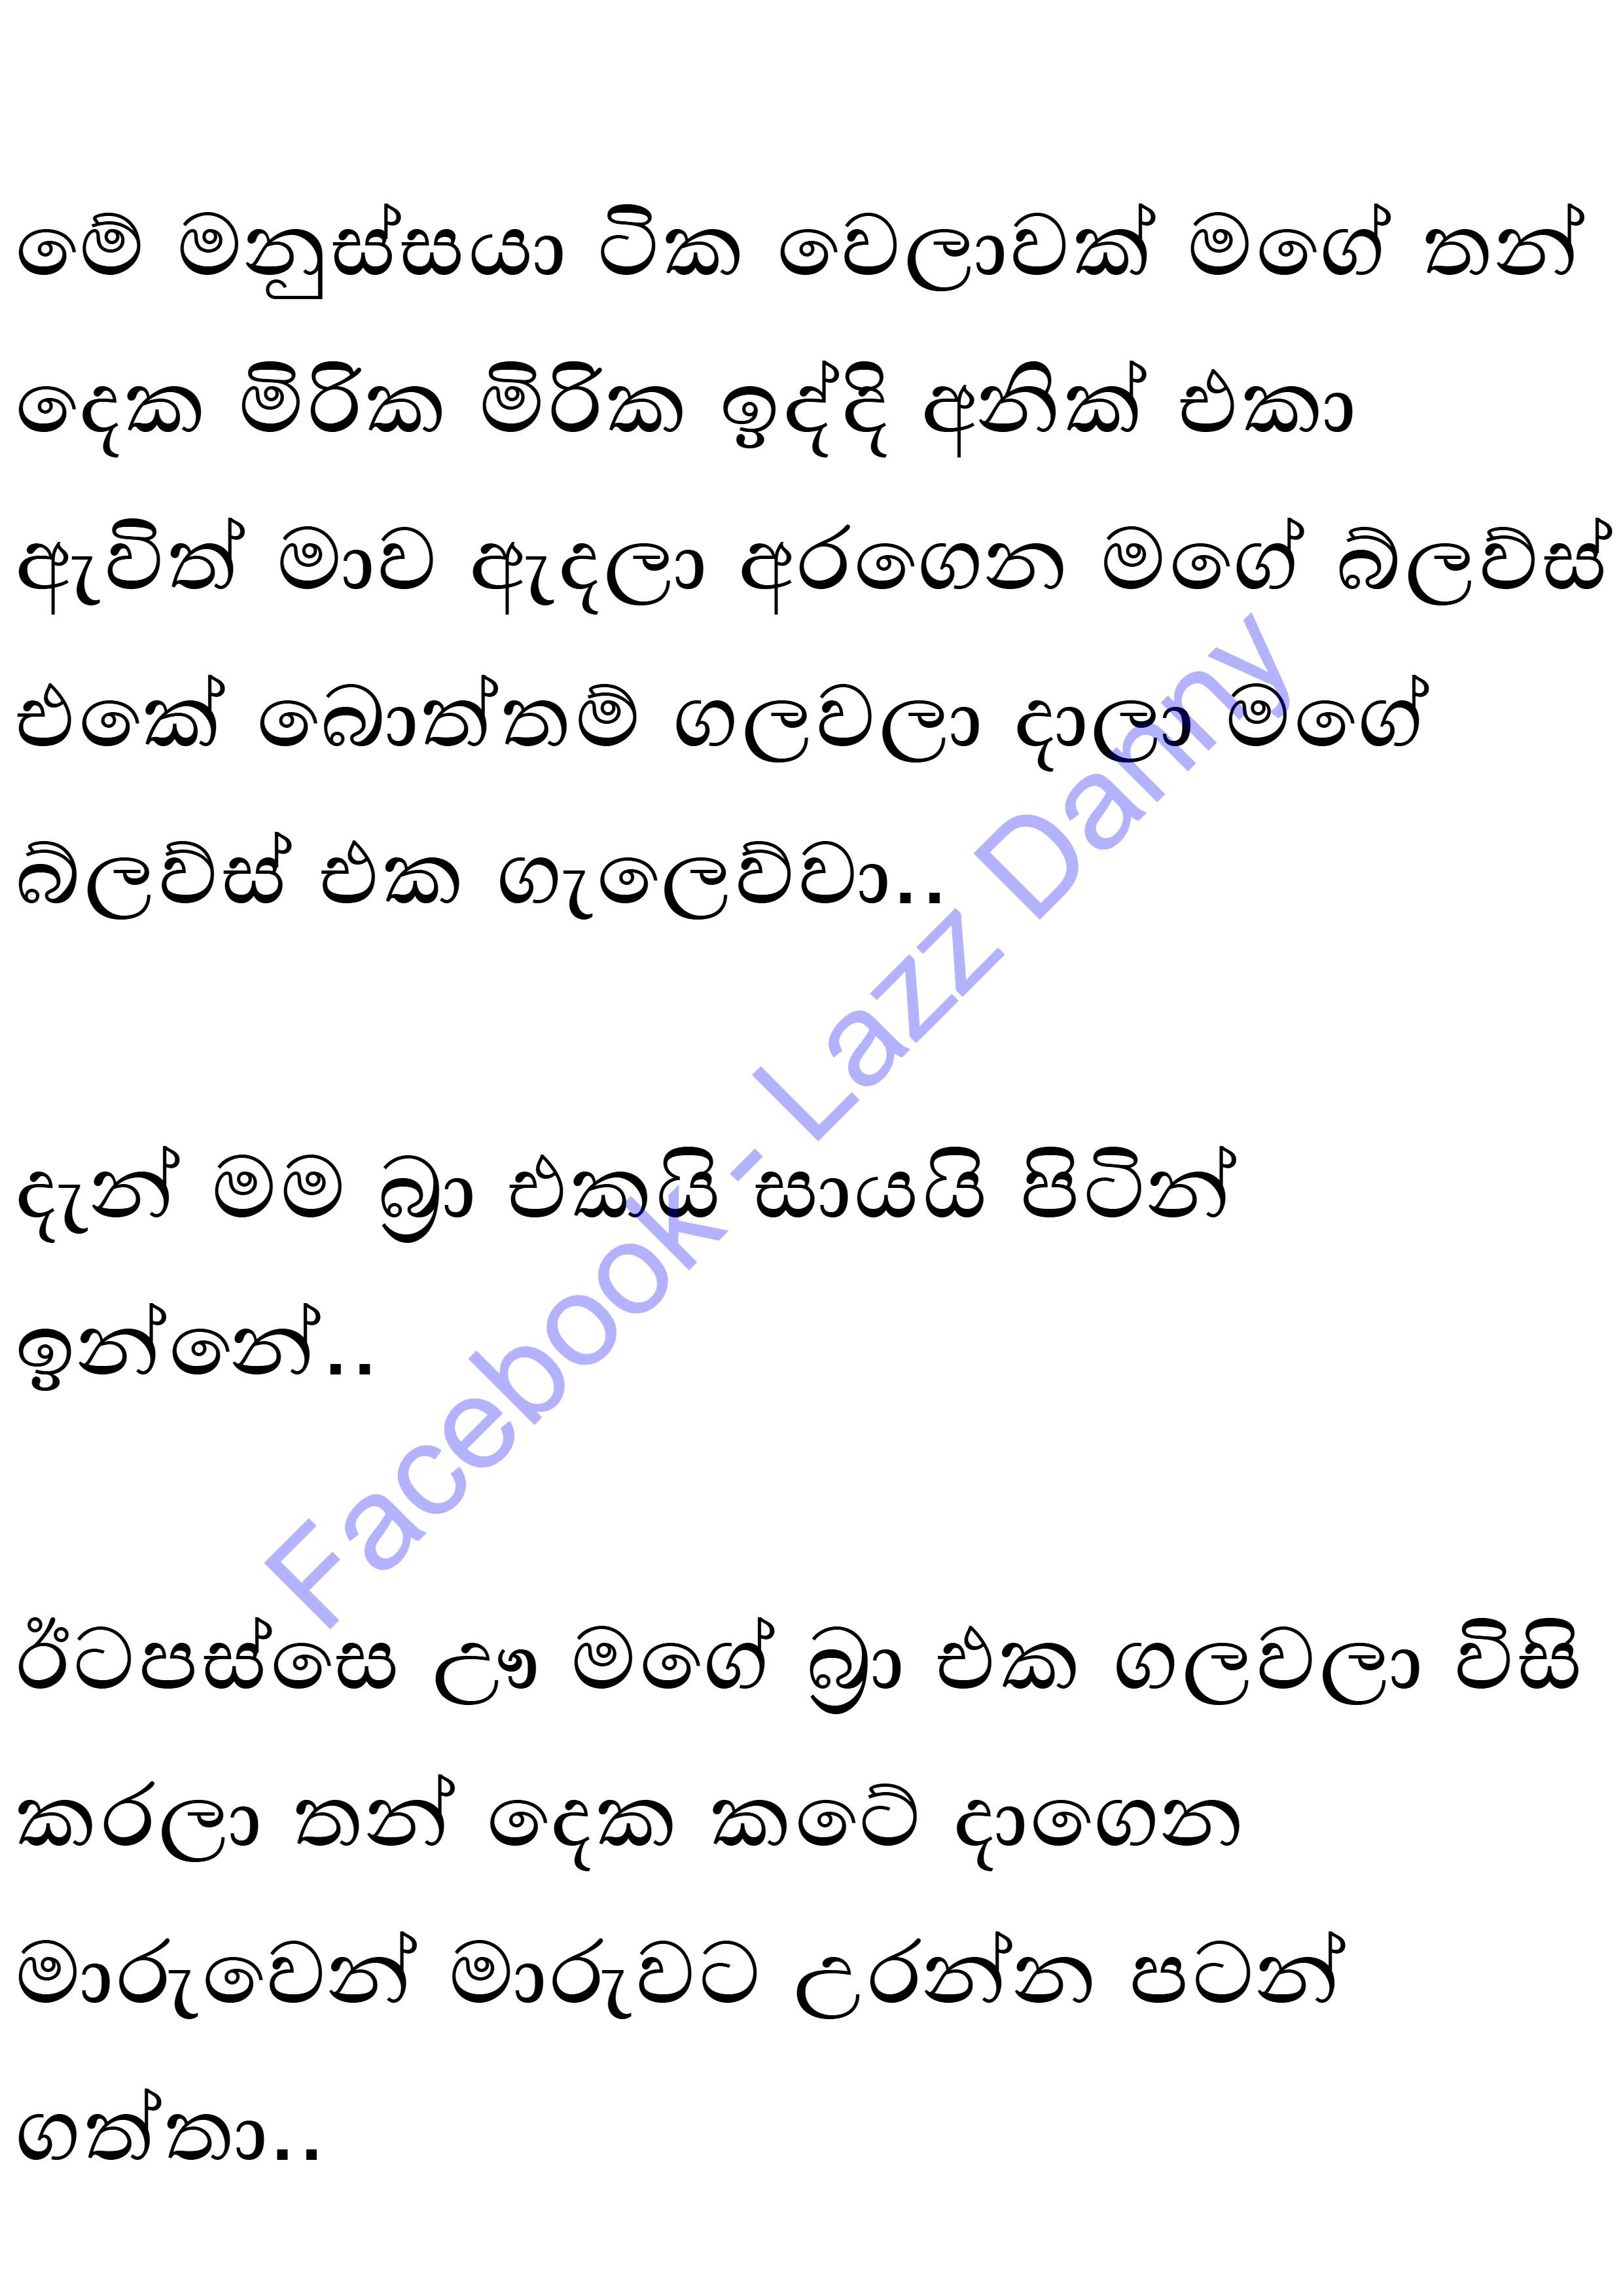 මේ මනුස්සයා ටික වෙලාවක් මගේ තන්
දෙක මිරික මිරික ඉද්දි අනික් එකා
ඇවිත් මාව ඇදලා අරගෙන මගේ බ්ලව්ස්
එකේ බොත්තම් ගලවලා දාලා මගේ
බ්ලව්ස් එක ගැලෙව්වා..
දැන් මම බ්‍රා එකයි සායයි පිටින්
ඉන්නේ..
ඊටපස්සෙ ඌ මගේ බ්‍රා එක ගලවලා විසි
කරලා තන් දෙක කටේ දාගෙන
මාරුවෙන් මාරුවට උරන්න පටන්
ගත්තා..
Facebook - Lazz Danny